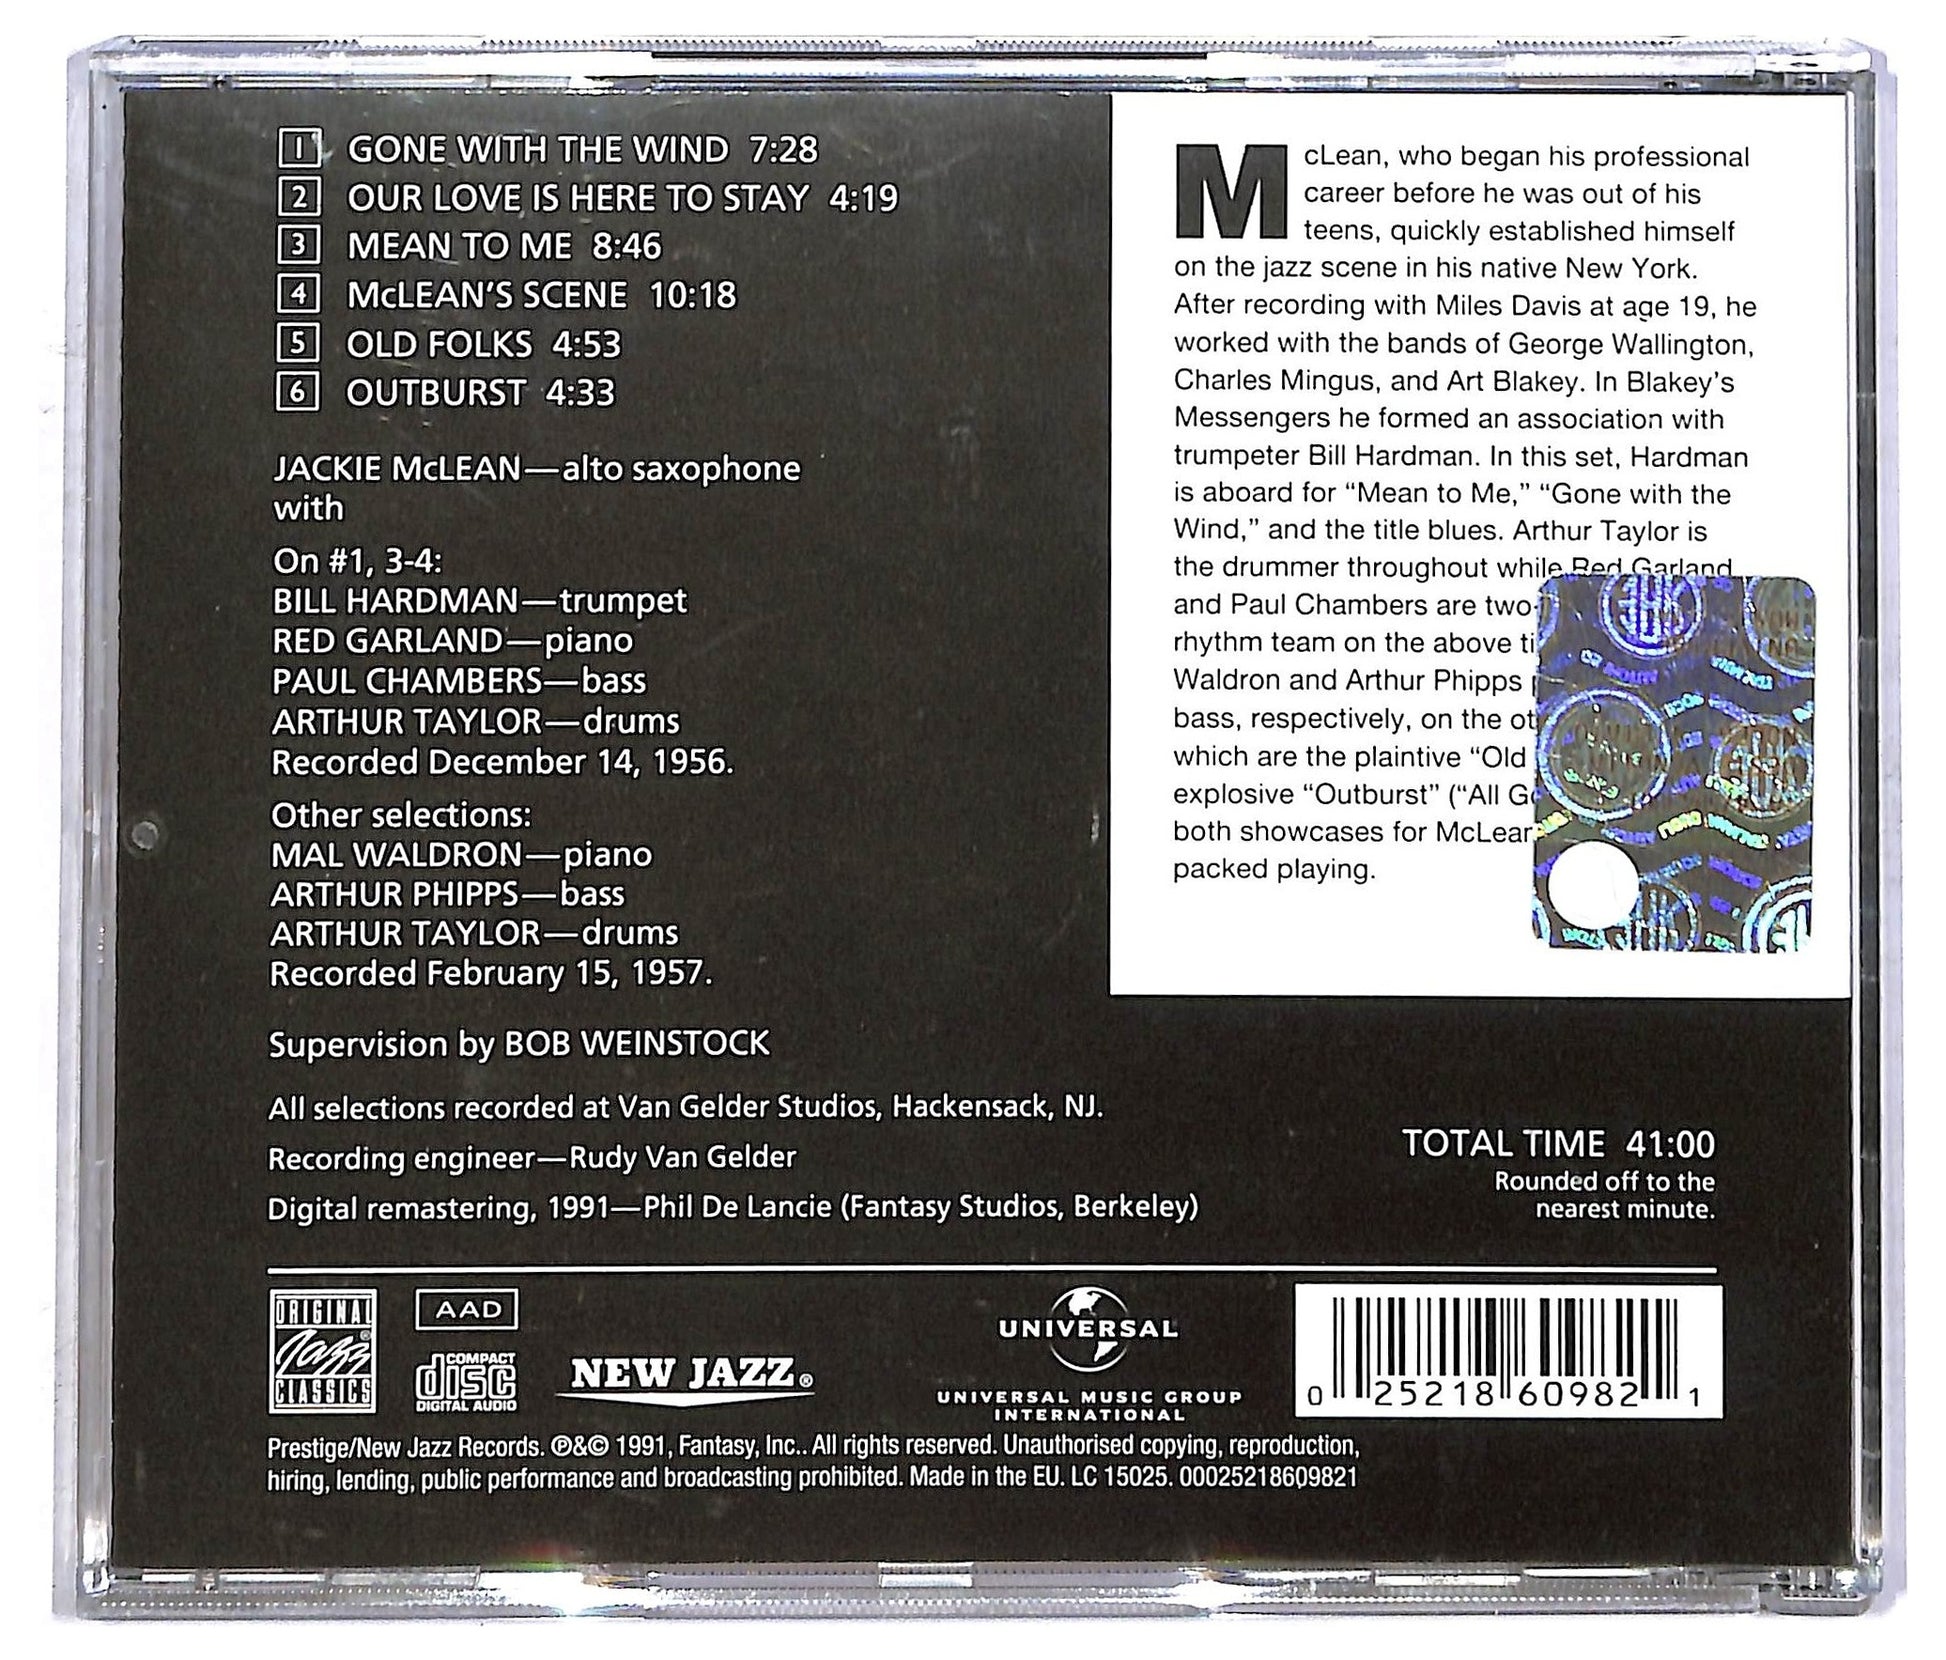 1 GONE WITH THE WIND 7:28
2 OUR LOVE IS HERE TO STAY 4:19
3 MEAN TO ME 8:46
4 McLEAN'S SCENE 10:18
5 OLD FOLKS 4:53
6 OUTBURST 4:33
JACKIE McLEAN—alto saxophone
with
On #1, 3-4:
BILL HARDMAN—trumpet
RED GARLAND—piano
PAUL CHAMBERS—bass
ARTHUR TAYLOR—drums
Recorded December 14, 1956.
Other selections:
MAL WALDRON—piano
ARTHUR PHIPPS—bass
ARTHUR TAYLOR—drums
Recorded February 15, 1957.
Supervision by BOB WEINSTOCK
All selections recorded at Van Gelder Studios, Hackensack, NJ.
Recording engineer—Rudy Van Gelder
Digital remastering, 1991—Phil De Lancie (Fantasy Studios, Berkeley)
McLean, who began his professional
career before he was out of his
teens, quickly established himself
on the jazz scene in his native New York.
After recording with Miles Davis at age 19, he
worked with the bands of George Wallington,
Charles Mingus, and Art Blakey. In Blakey's
Messengers he formed an association with
trumpeter Bill Hardman. In this set, Hardman
is aboard for "Mean to Me," "Gone with the
Wind," and the title blues. Arthur Taylor is
the drummer throughout while Red Garland
and Paul Chambers are two-
rhythm team on the above
Waldron and Arthur Phipps
bass, respectively, on the
which are the plaintive "Old
explosive "Outburst" ("All
both showcases for
packed playing.
TOTAL TIME 41:00
Rounded off to the
nearest minute.
ORIGINAL
Jazz®
CLASSICS
AAD
COMPACT
disc
DIGITAL AUDIO
NEW JAZZ®
UNIVERSAL
UNIVERSAL MUSIC GROUP
INTERNATIONAL
0 25218 60982 1
Prestige/New Jazz Records. ℗&© 1991, Fantasy, Inc.. All rights reserved. Unauthorised copying, reproduction,
hiring, lending, public performance and broadcasting prohibited. Made in the EU. LC 15025. 00025218609821